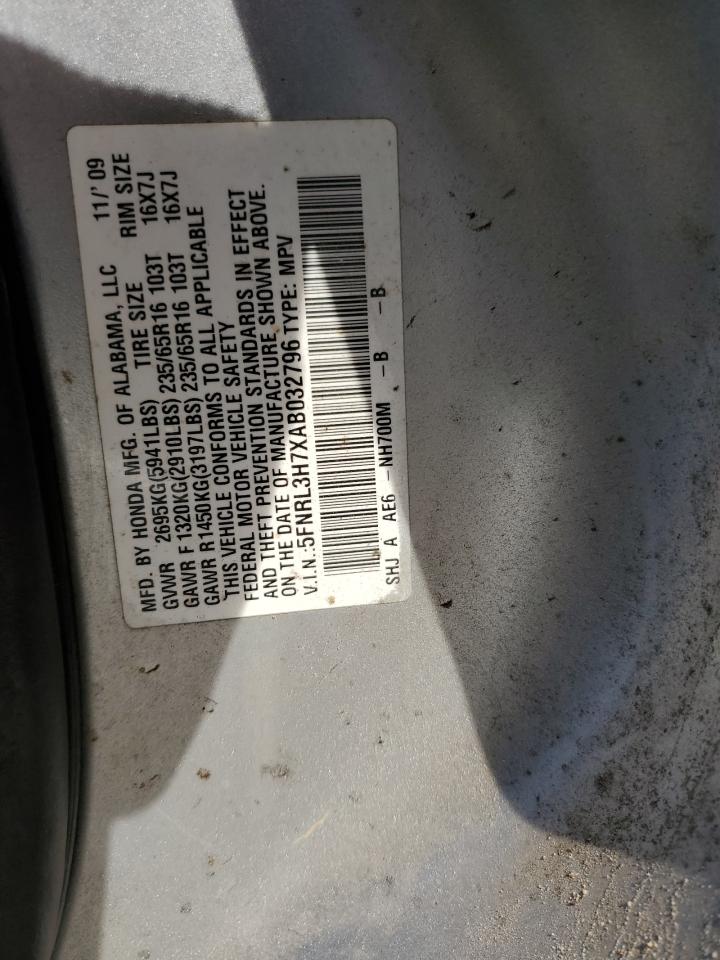 MFD. BY HONDA MFG. OF ALABAMA, LLC 11/'09
GVWR 2695KG(5941LBS) TIRE SIZE RIM SIZE
GAWR F 1320KG(2910LBS) 235/65R16 103T 16X7J
GAWR R1450KG(3197LBS) 235/65R16 103T 16X7J
THIS VEHICLE CONFORMS TO ALL APPLICABLE
FEDERAL MOTOR VEHICLE SAFETY
AND THEFT PREVENTION STANDARDS IN EFFECT
ON THE DATE OF MANUFACTURE SHOWN ABOVE.
V.I.N.:5FNRL3H7XAB032796 TYPE: MPV
SHJ A AE6 -NH700M -B -B